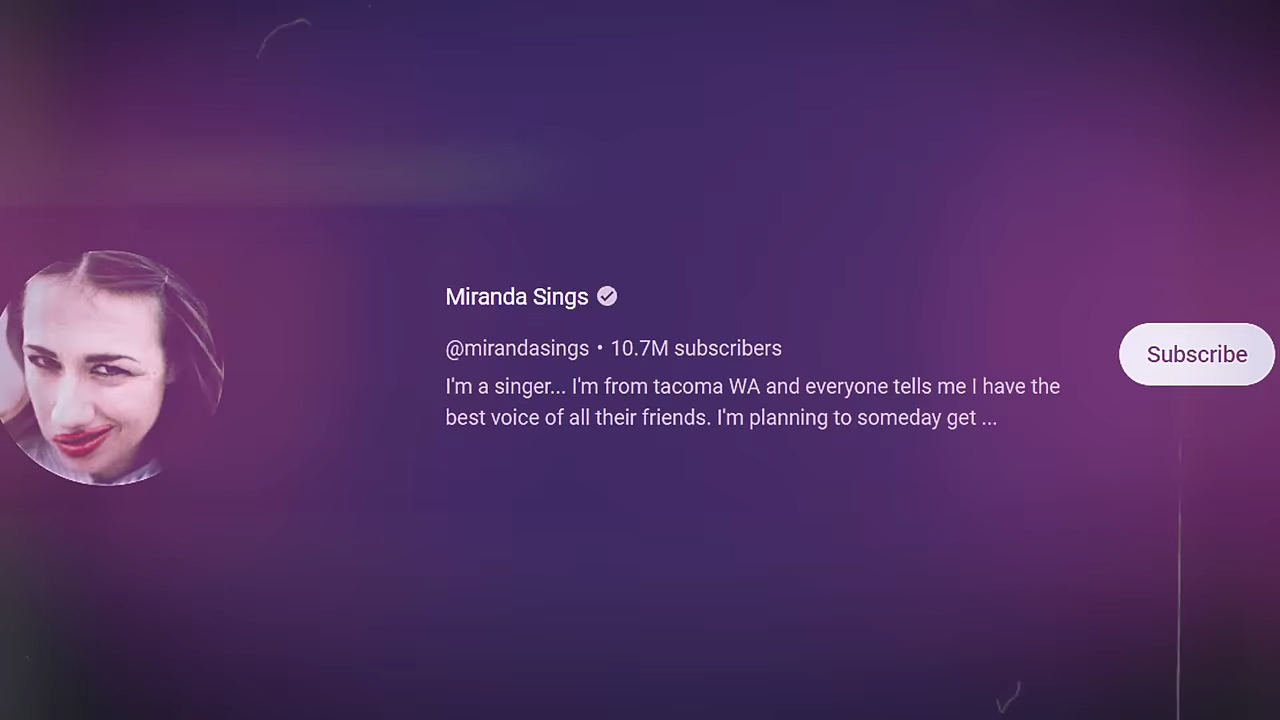 Miranda Sings
@mirandasings • 10.7M subscribers
I'm a singer... I'm from tacoma WA and everyone tells me I have the
best voice of all their friends. I'm planning to someday get ...
Subscribe